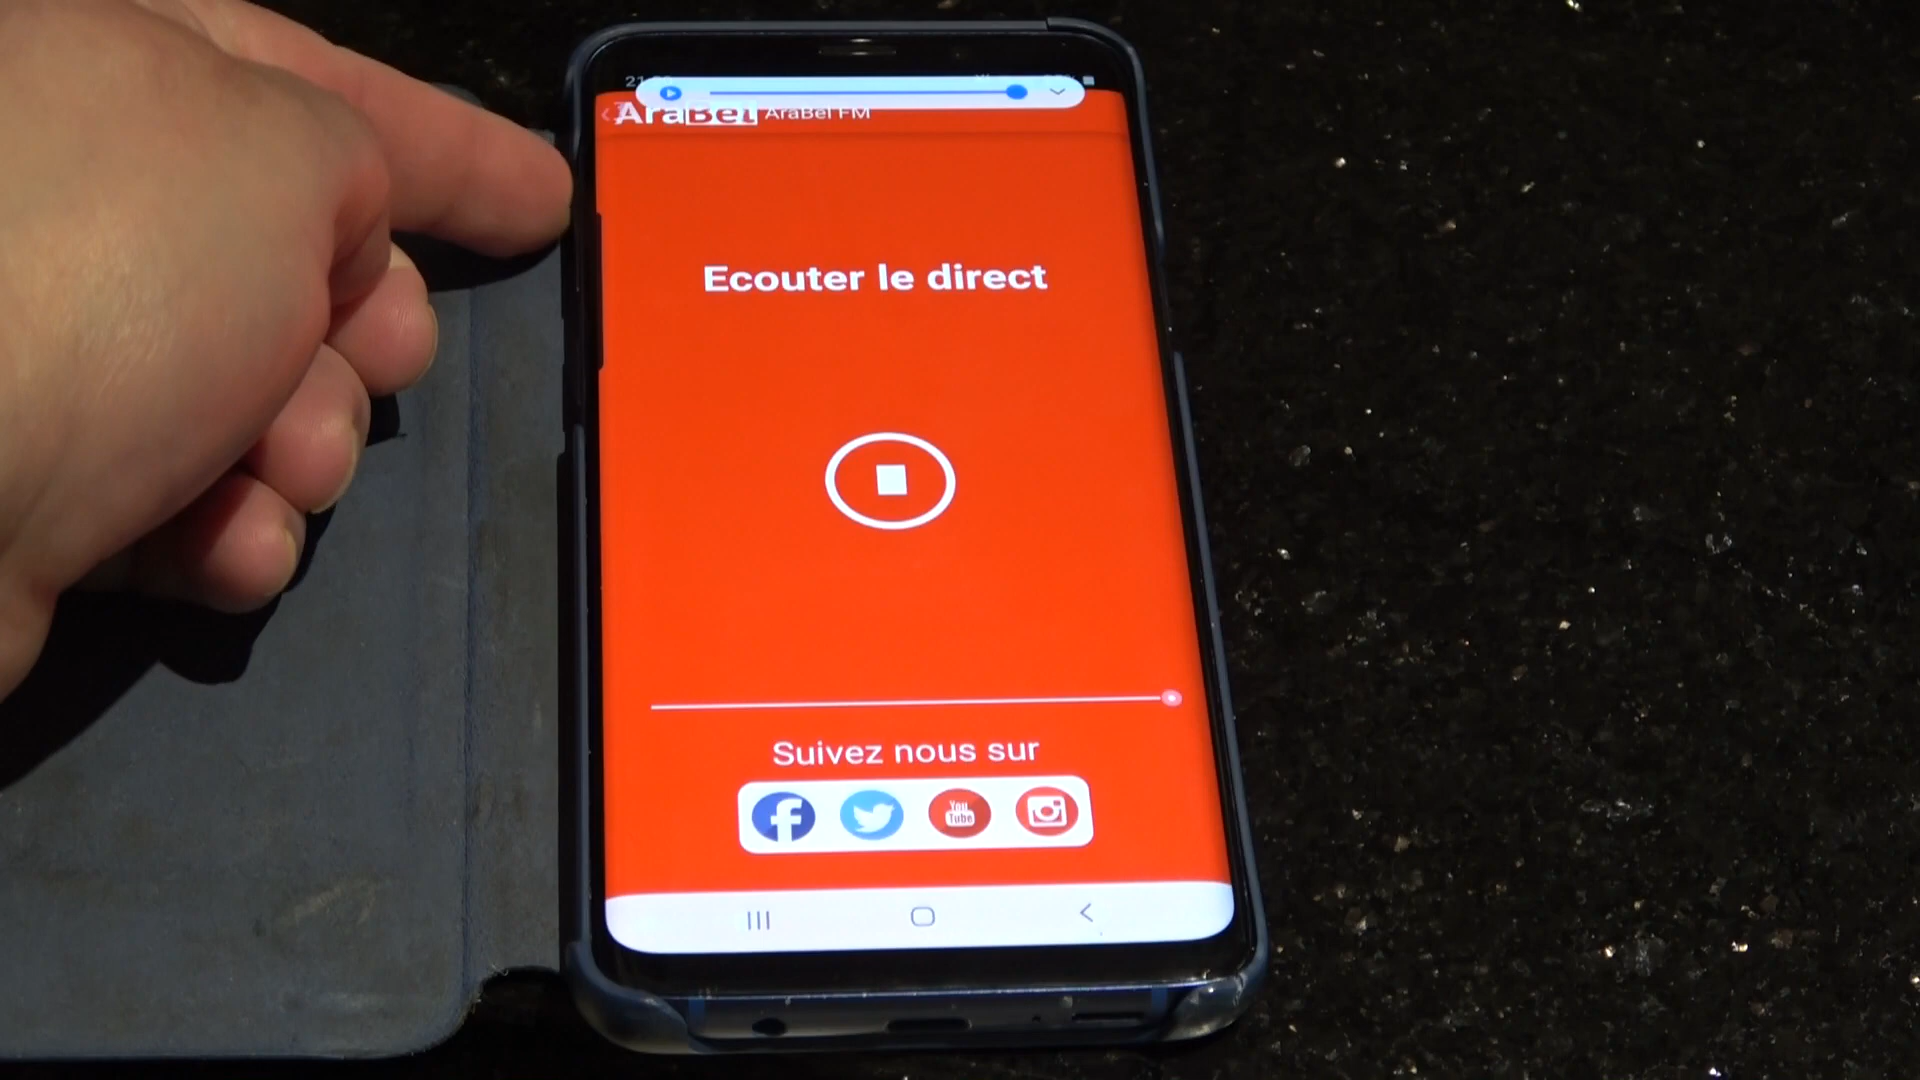 AraBel AraBel FM
Ecouter le direct
Suivez nous sur
You
Tube